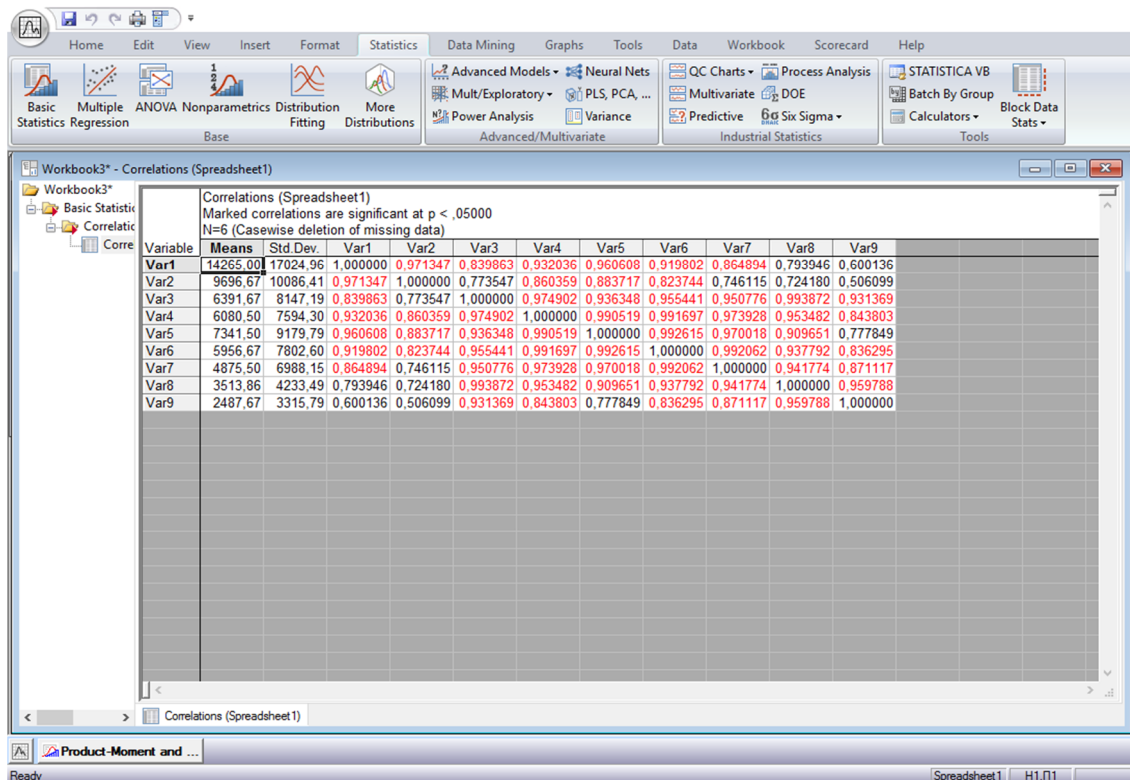 Home Edit View Insert Format Statistics Data Mining Graphs Tools Data Workbook Scorecard Help
Basic Statistics
Multiple Regression
ANOVA
Nonparametrics
Distribution Fitting
More Distributions
Base
Advanced Models
Neural Nets
Mult/Exploratory
PLS, PCA, ...
Power Analysis
Variance
Advanced/Multivariate
QC Charts
Process Analysis
Multivariate
DOE
Predictive
Six Sigma
Industrial Statistics
STATISTICA VB
Batch By Group
Calculators
Block Data Stats
Tools
Workbook3* - Correlations (Spreadsheet1)
Workbook3*
Basic Statistic
Correlatic
Corre
Correlations (Spreadsheet1)
Marked correlations are significant at p < ,05000
N=6 (Casewise deletion of missing data)
Variable Means Std.Dev. Var1 Var2 Var3 Var4 Var5 Var6 Var7 Var8 Var9
Var1 14265,00 17024,96 1,000000 0,971347 0,839863 0,932036 0,960608 0,919802 0,864894 0,793946 0,600136
Var2 9696,67 10086,41 0,971347 1,000000 0,773547 0,860359 0,883717 0,823744 0,746115 0,724180 0,506099
Var3 6391,67 8147,19 0,839863 0,773547 1,000000 0,974902 0,936348 0,955441 0,950776 0,993872 0,931369
Var4 6080,50 7594,30 0,932036 0,860359 0,974902 1,000000 0,990519 0,991697 0,973928 0,953482 0,843803
Var5 7341,50 9179,79 0,960608 0,883717 0,936348 0,990519 1,000000 0,992615 0,970018 0,909651 0,777849
Var6 5956,67 7802,60 0,919802 0,823744 0,955441 0,991697 0,992615 1,000000 0,992062 0,937792 0,836295
Var7 4875,50 6988,15 0,864894 0,746115 0,950776 0,973928 0,970018 0,992062 1,000000 0,941774 0,871117
Var8 3513,86 4233,49 0,793946 0,724180 0,993872 0,953482 0,909651 0,937792 0,941774 1,000000 0,959788
Var9 2487,67 3315,79 0,600136 0,506099 0,931369 0,843803 0,777849 0,836295 0,871117 0,959788 1,000000
Correlations (Spreadsheet1)
Product-Moment and ...
Ready Spreadsheet1 Н1,П1